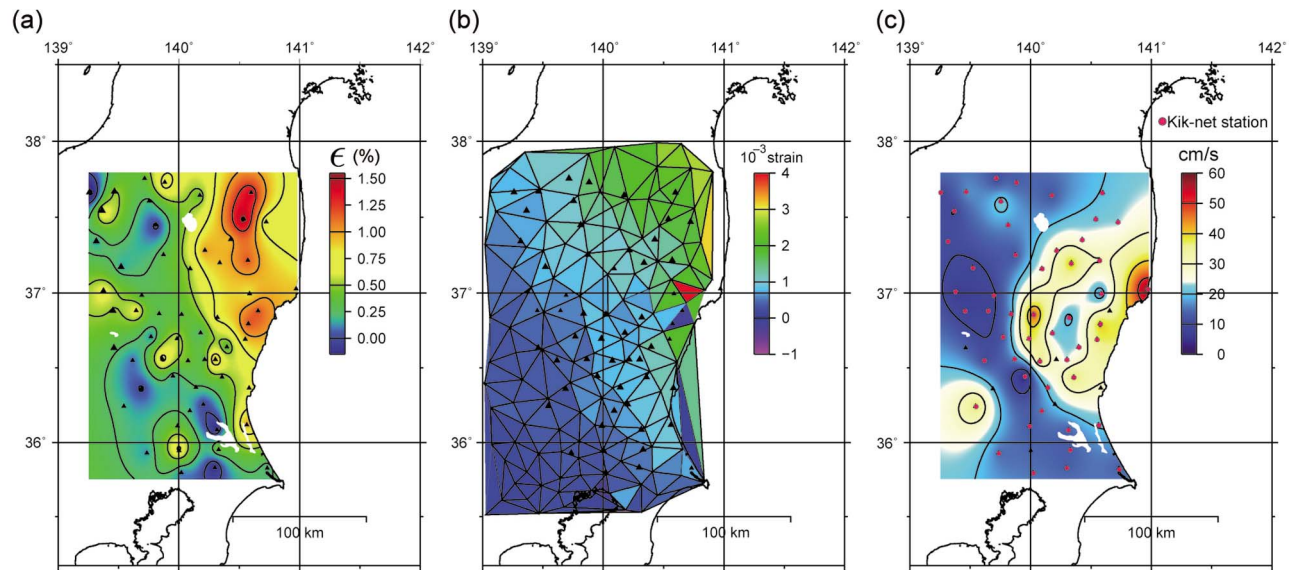 (a)
139° 140° 141° 142°
38°
37°
36°
ϵ (%)
1.50
1.25
1.00
0.75
0.50
0.25
0.00
100 km
(b)
139° 140° 141° 142°
38°
37°
36°
10⁻³ strain
4
3
2
1
0
−1
100 km
(c)
139° 140° 141° 142°
38°
37°
36°
Kik-net station
cm/s
60
50
40
30
20
10
0
100 km